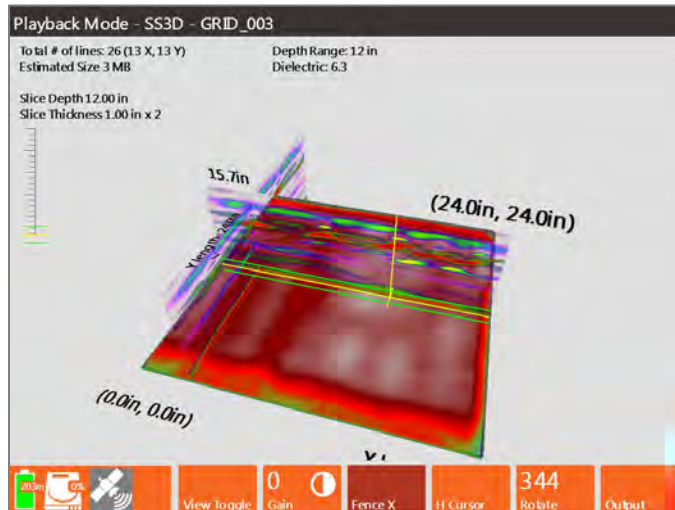 Playback Mode - SS3D - GRID_003
Total # of lines: 26 (13 X, 13 Y)
Estimated Size 3 MB
Depth Range: 12 in
Dielectric: 6.3
Slice Depth 12.00 in
Slice Thickness 1.00 in x 2
15.7in
(24.0in, 24.0in)
Y length
(0.0in, 0.0in)
0%
View Toggle
0
Gain
Fence X
H Cursor
344
Rotate
Output